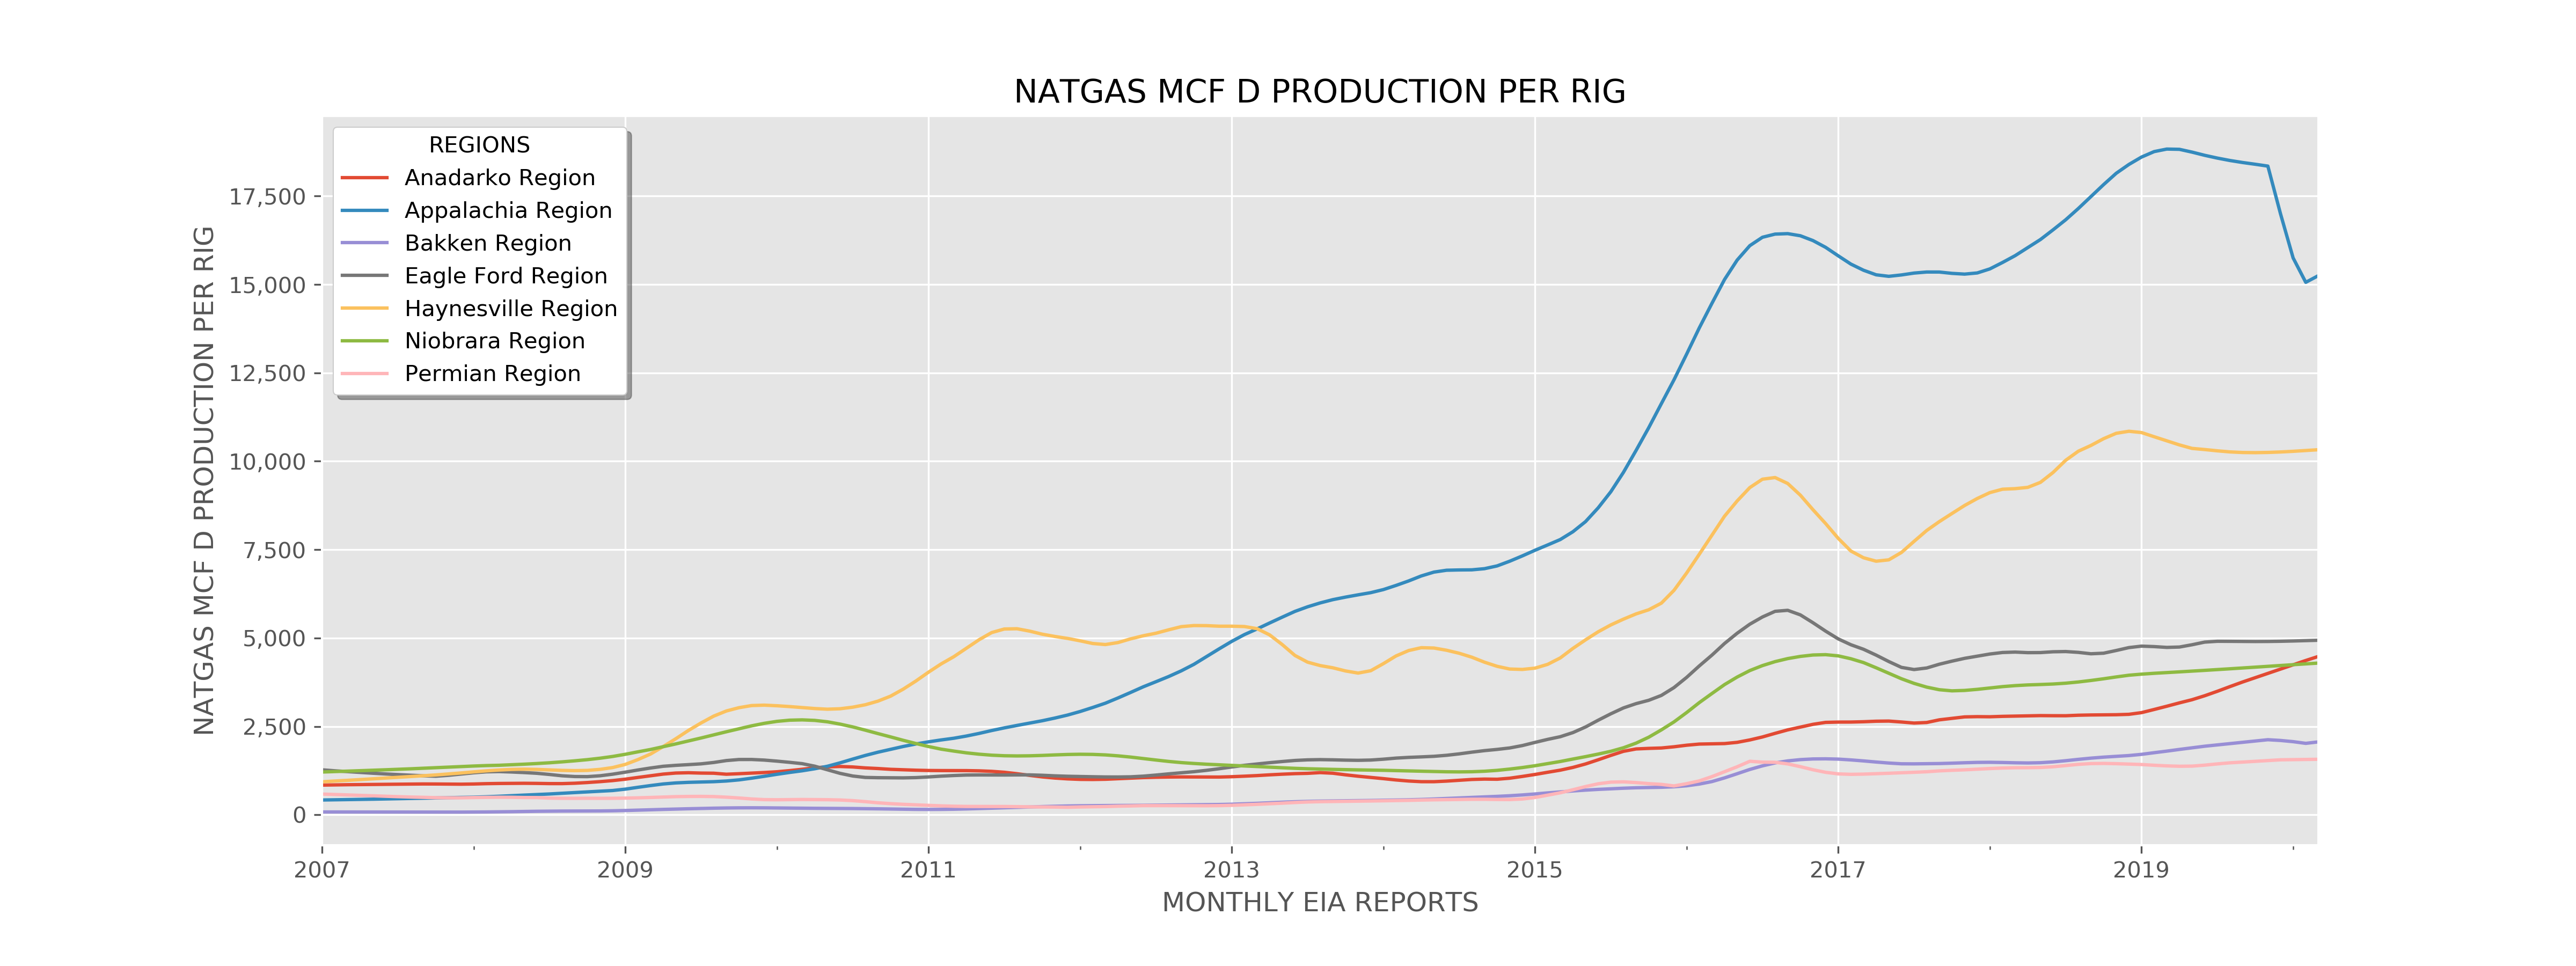 NATGAS MCF D PRODUCTION PER RIG
REGIONS
Anadarko Region
Appalachia Region
Bakken Region
Eagle Ford Region
Haynesville Region
Niobrara Region
Permian Region
NATGAS MCF D PRODUCTION PER RIG
17,500
15,000
12,500
10,000
7,500
5,000
2,500
0
2007 2009 2011 2013 2015 2017 2019
MONTHLY EIA REPORTS